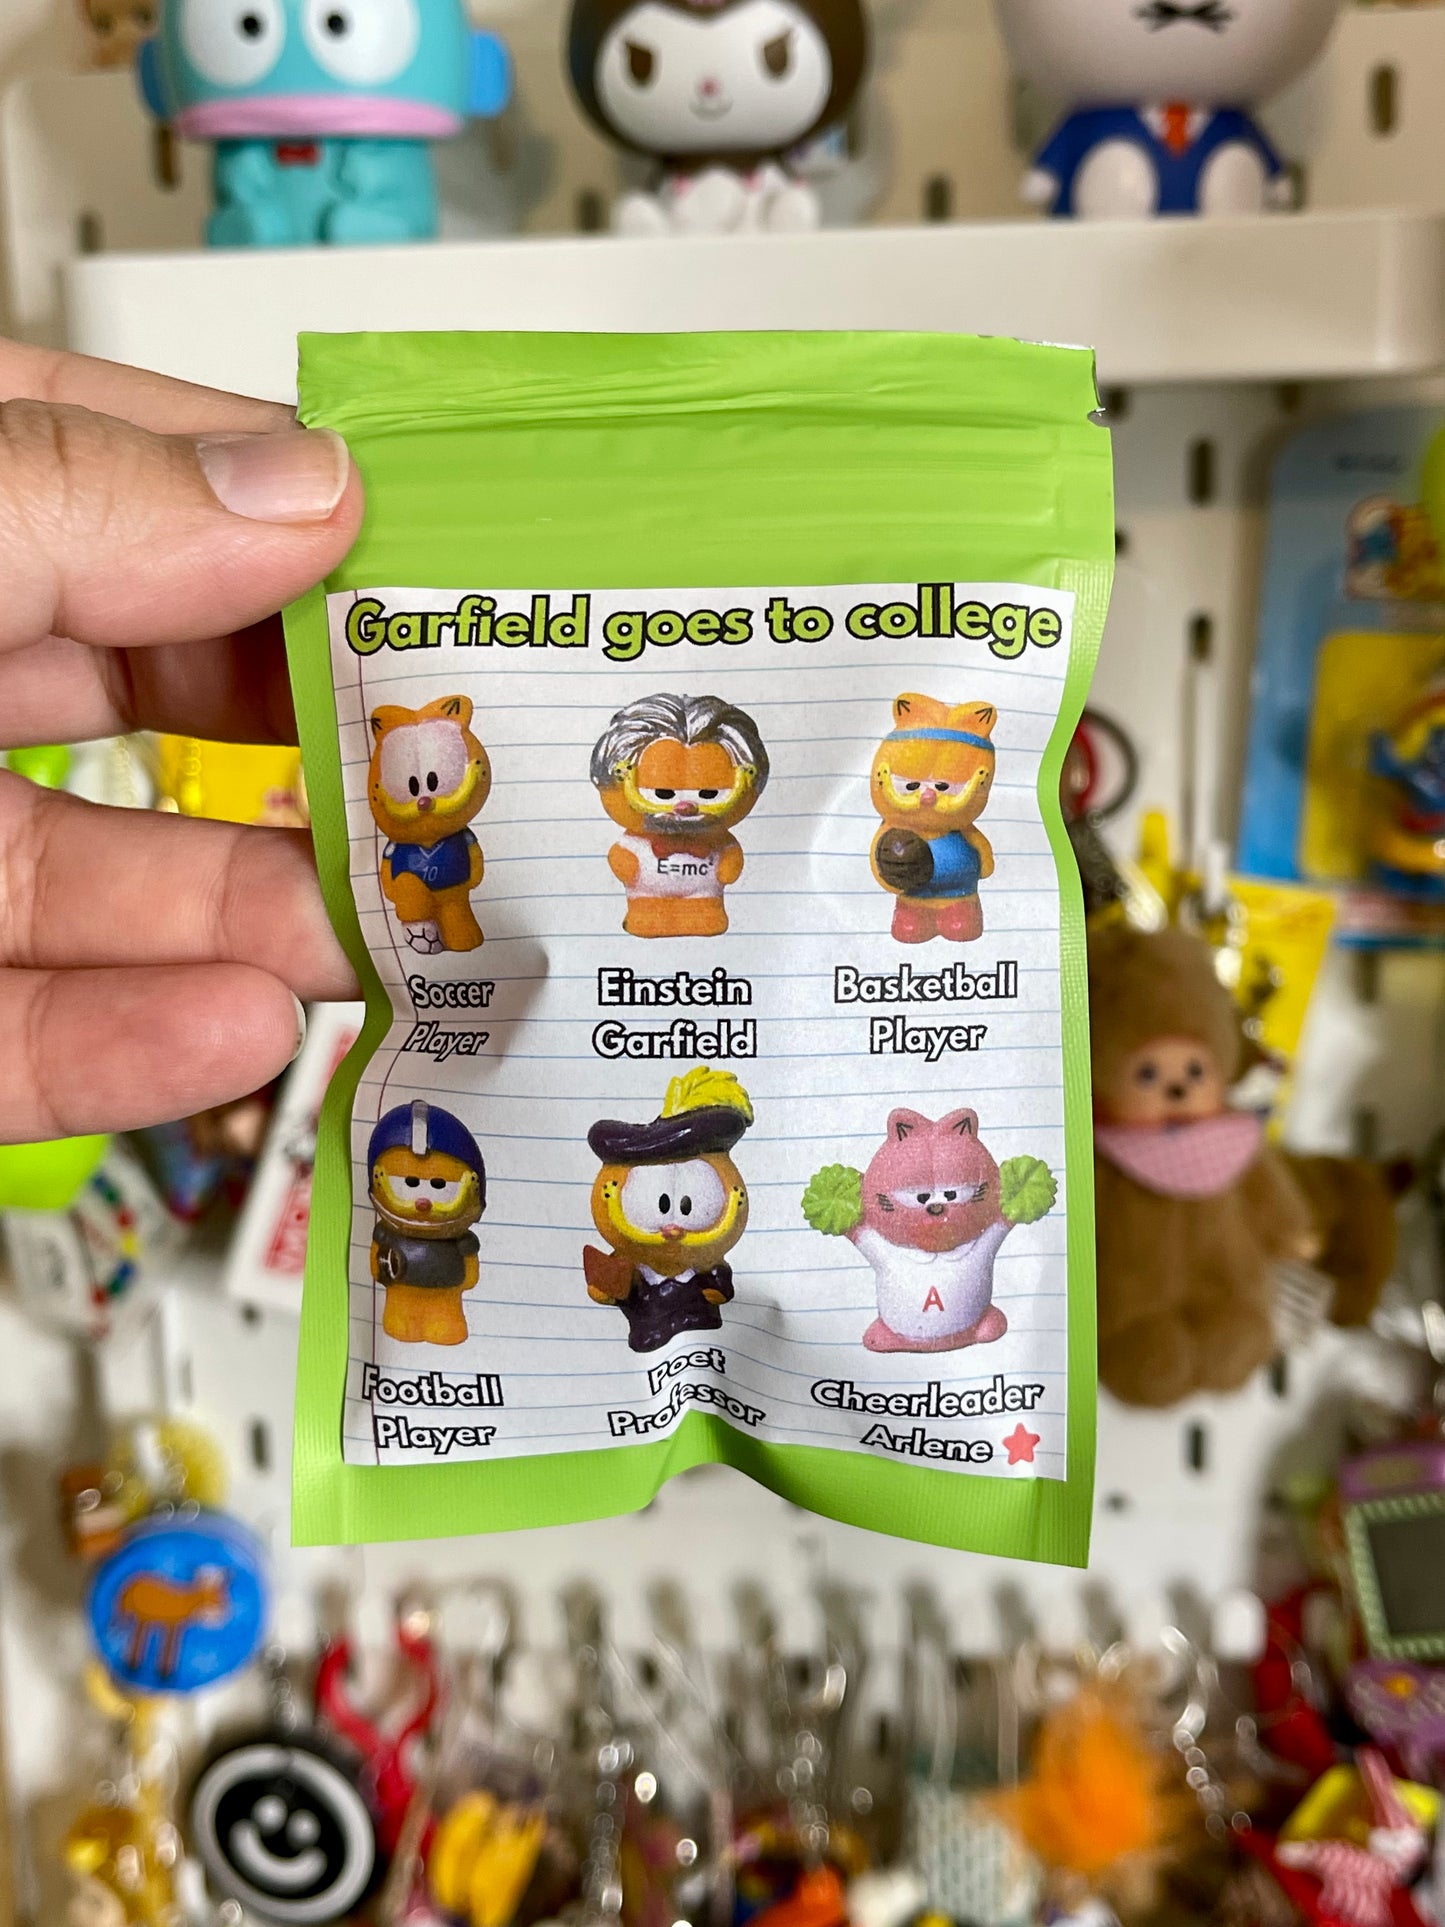 Garfield goes to college
10
E=mc²
Soccer
Player
Einstein
Garfield
Basketball
Player
A
Football
Player
Poet
Professor
Cheerleader
Arlene